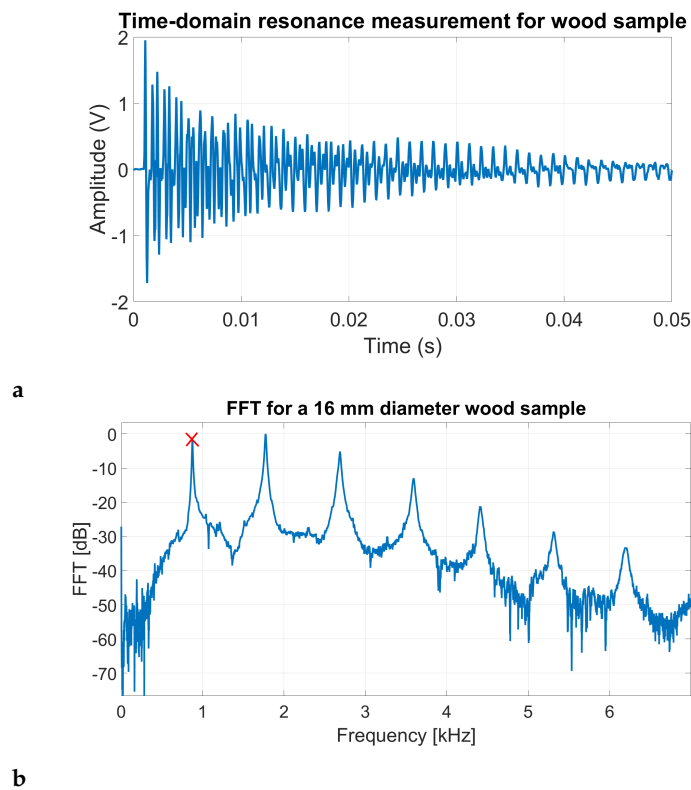 Time-domain resonance measurement for wood sample
2
1
0
-1
-2
Amplitude (V)
0 0.01 0.02 0.03 0.04 0.05
Time (s)
a
FFT for a 16 mm diameter wood sample
0
-10
-20
-30
-40
-50
-60
-70
FFT [dB]
0 1 2 3 4 5 6
Frequency [kHz]
b